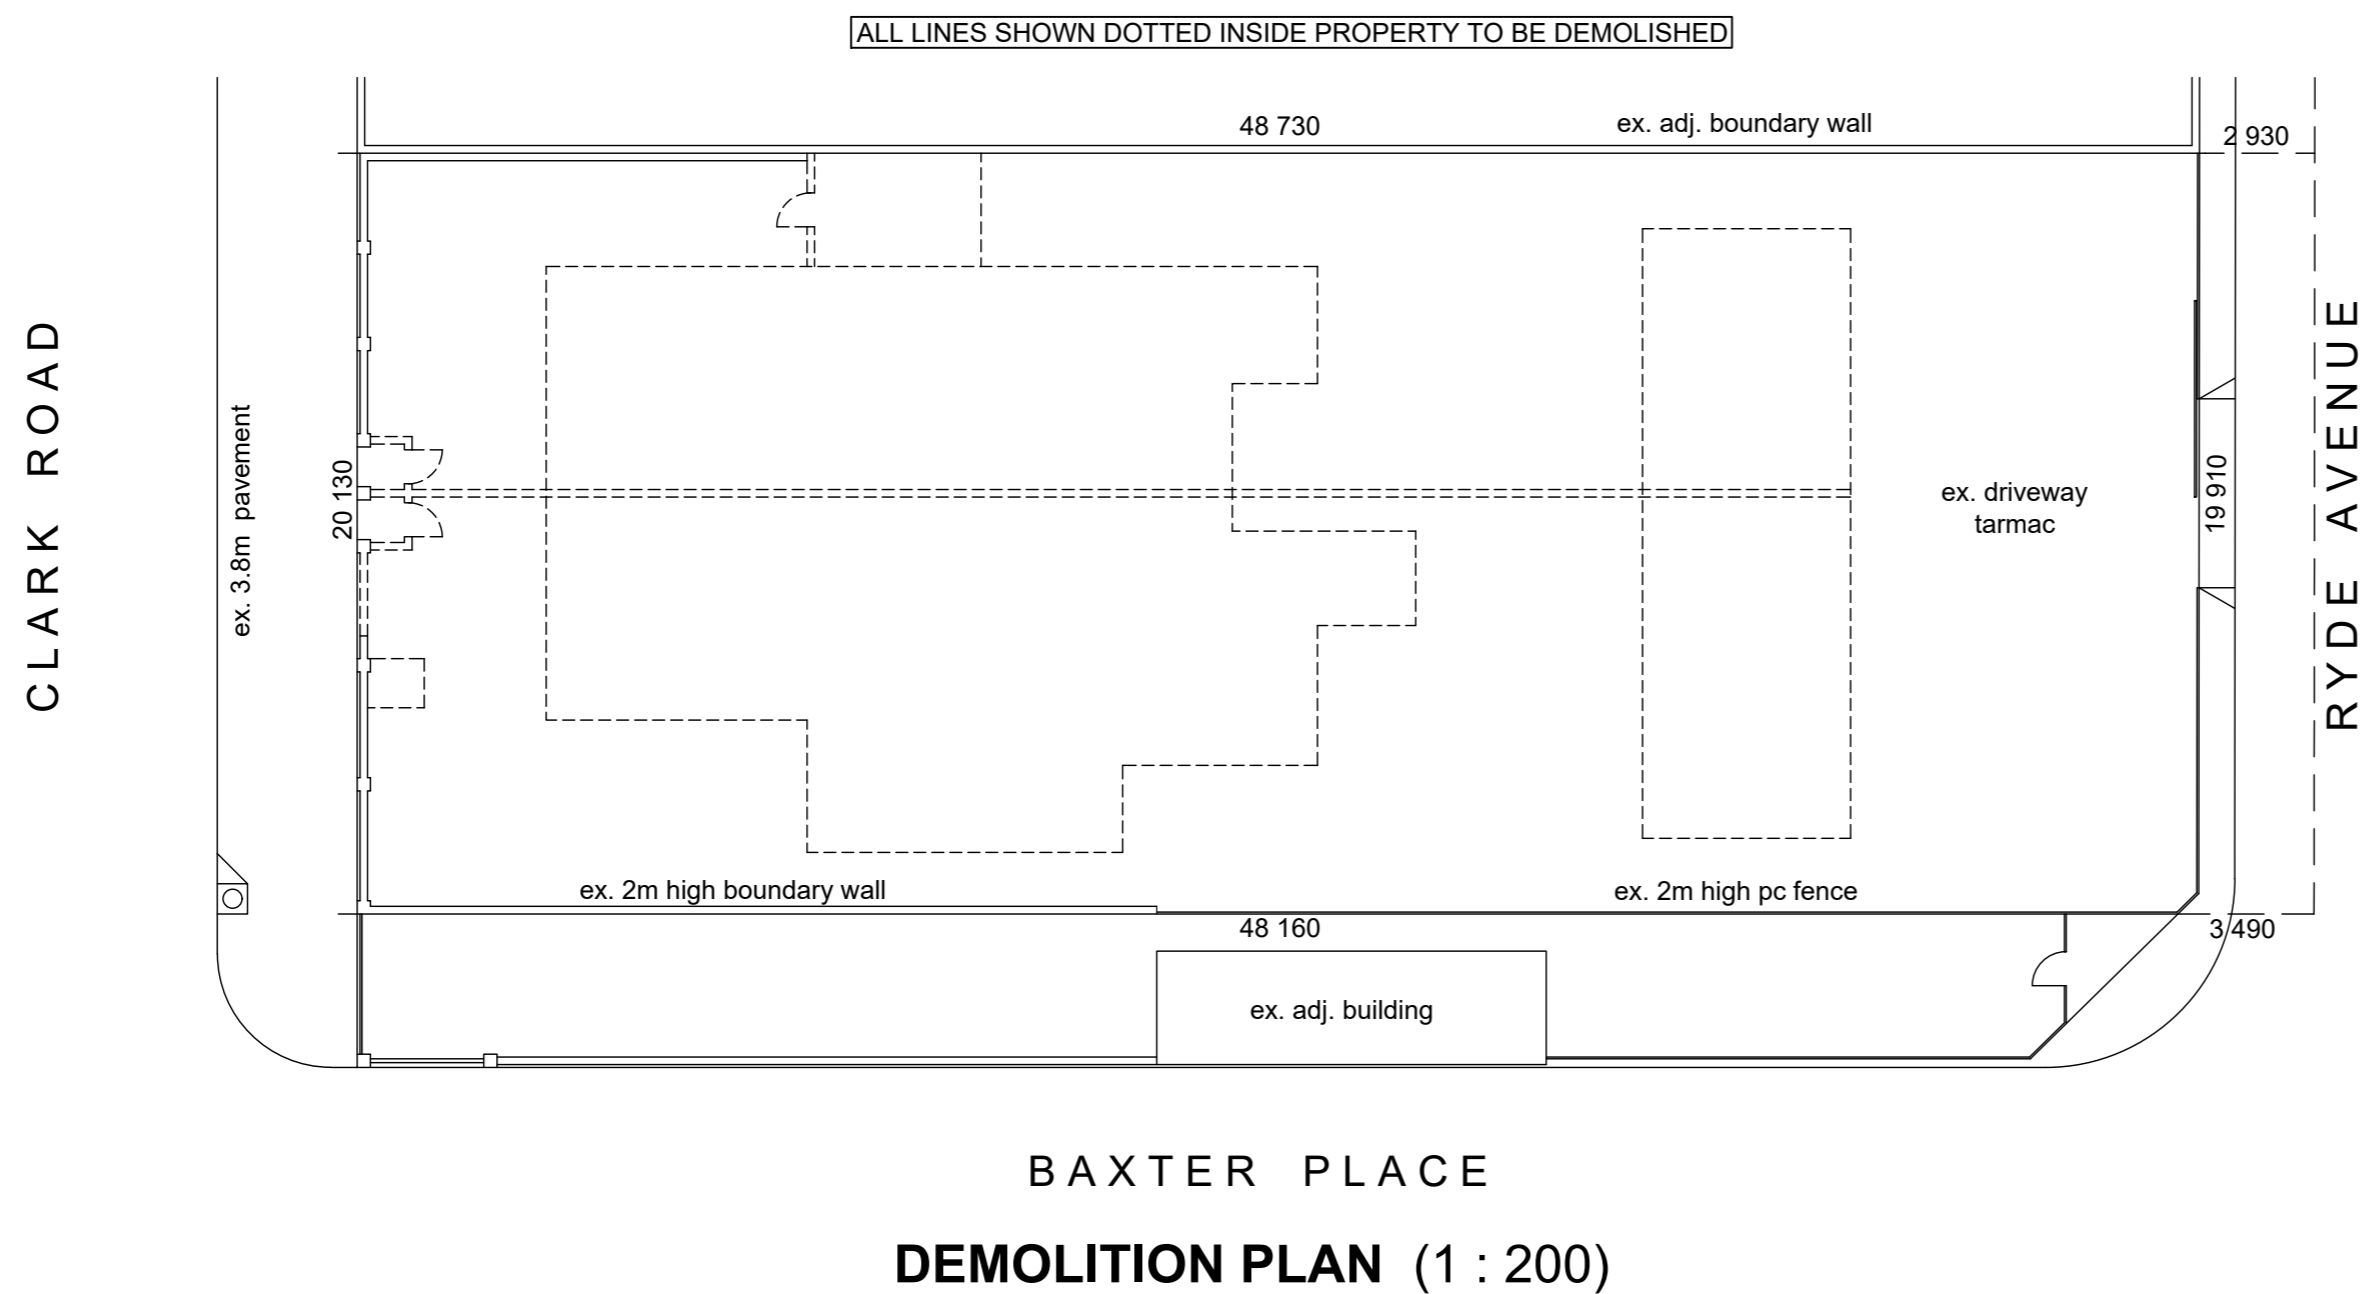 ALL LINES SHOWN DOTTED INSIDE PROPERTY TO BE DEMOLISHED
48 730
ex. adj. boundary wall
2 930
CLARK ROAD
ex. 3.8m pavement
20 130
ex. driveway
tarmac
19 910
RYDE AVENUE
ex. 2m high boundary wall
ex. 2m high pc fence
48 160
3 490
ex. adj. building
BAXTER PLACE
DEMOLITION PLAN (1 : 200)